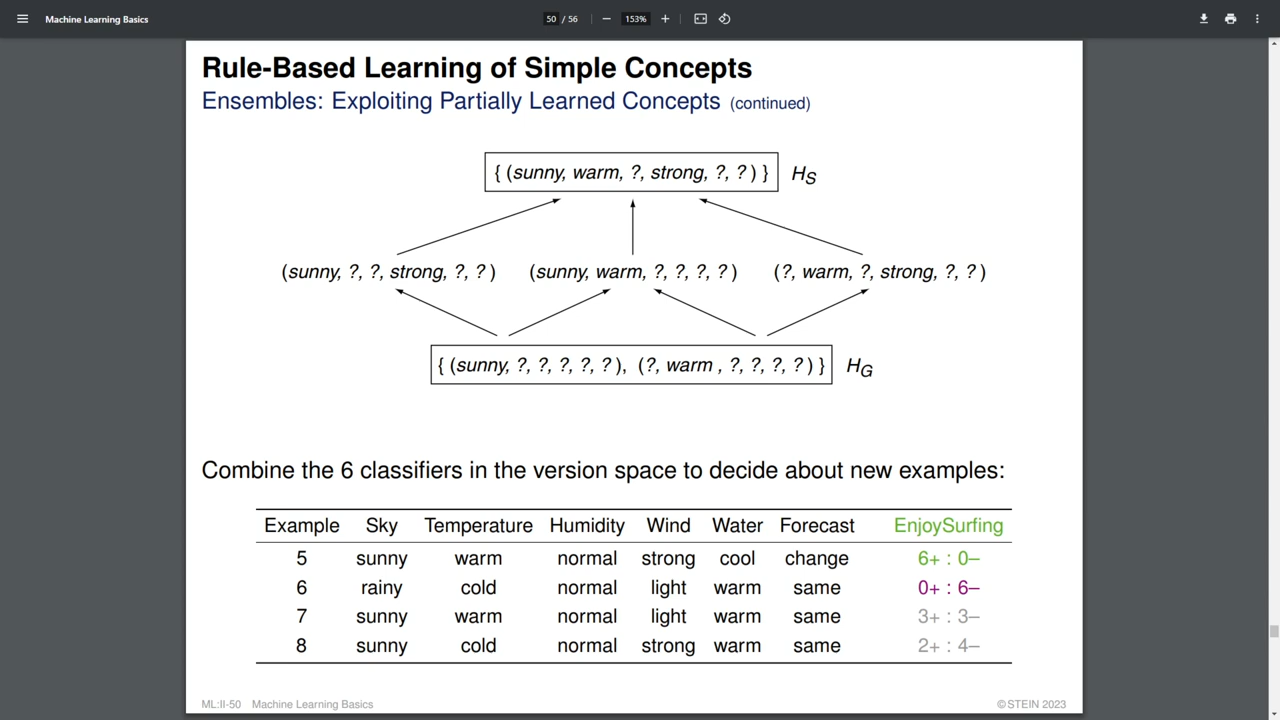 Machine Learning Basics 50 / 56 153%
Rule-Based Learning of Simple Concepts
Ensembles: Exploiting Partially Learned Concepts (continued)
{ (sunny, warm, ?, strong, ?, ? ) } HS
(sunny, ?, ?, strong, ?, ? ) (sunny, warm, ?, ?, ?, ? ) (?, warm, ?, strong, ?, ? )
{ (sunny, ?, ?, ?, ?, ? ), (?, warm , ?, ?, ?, ? ) } HG
Combine the 6 classifiers in the version space to decide about new examples:
Example Sky Temperature Humidity Wind Water Forecast EnjoySurfing
5 sunny warm normal strong cool change 6+ : 0–
6 rainy cold normal light warm same 0+ : 6–
7 sunny warm normal light warm same 3+ : 3–
8 sunny cold normal strong warm same 2+ : 4–
ML:II-50 Machine Learning Basics ©STEIN 2023